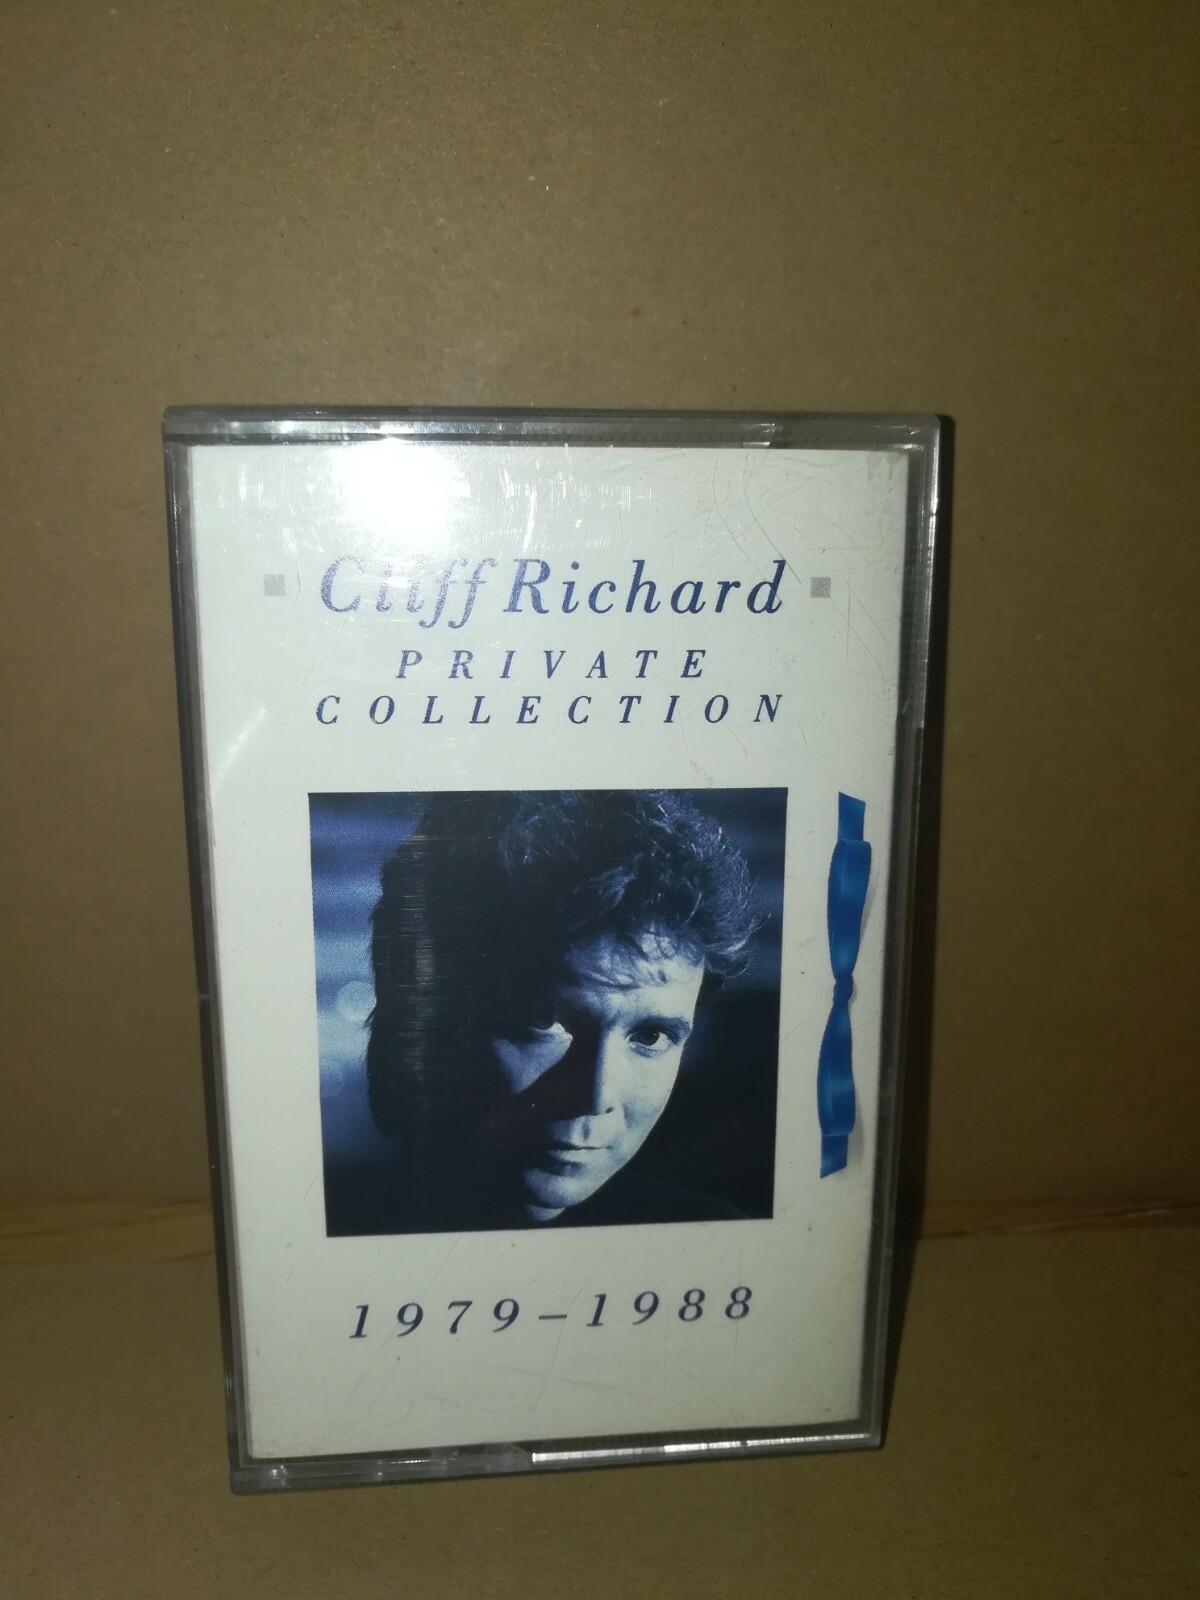 Cliff Richard
PRIVATE
COLLECTION
1979-1988